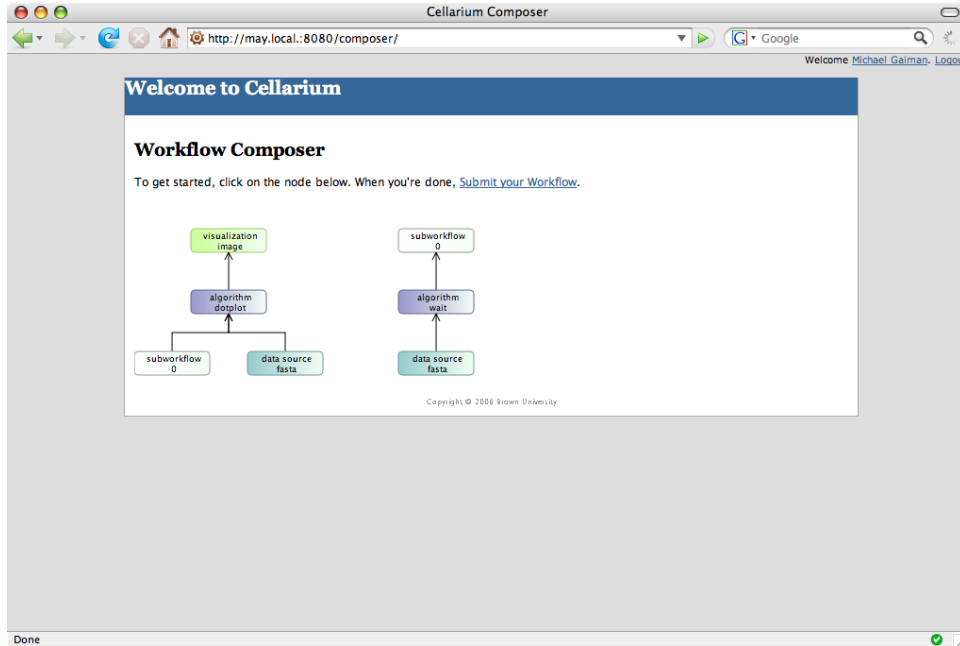 Cellarium Composer
http://may.local.:8080/composer/
Google
Welcome Michael Gaiman. Logou
Welcome to Cellarium
Workflow Composer
To get started, click on the node below. When you're done, Submit your Workflow.
visualization
image
subworkflow
0
algorithm
dotplot
algorithm
wait
subworkflow
0
data source
fasta
data source
fasta
Copyright © 2006 Brown University
Done